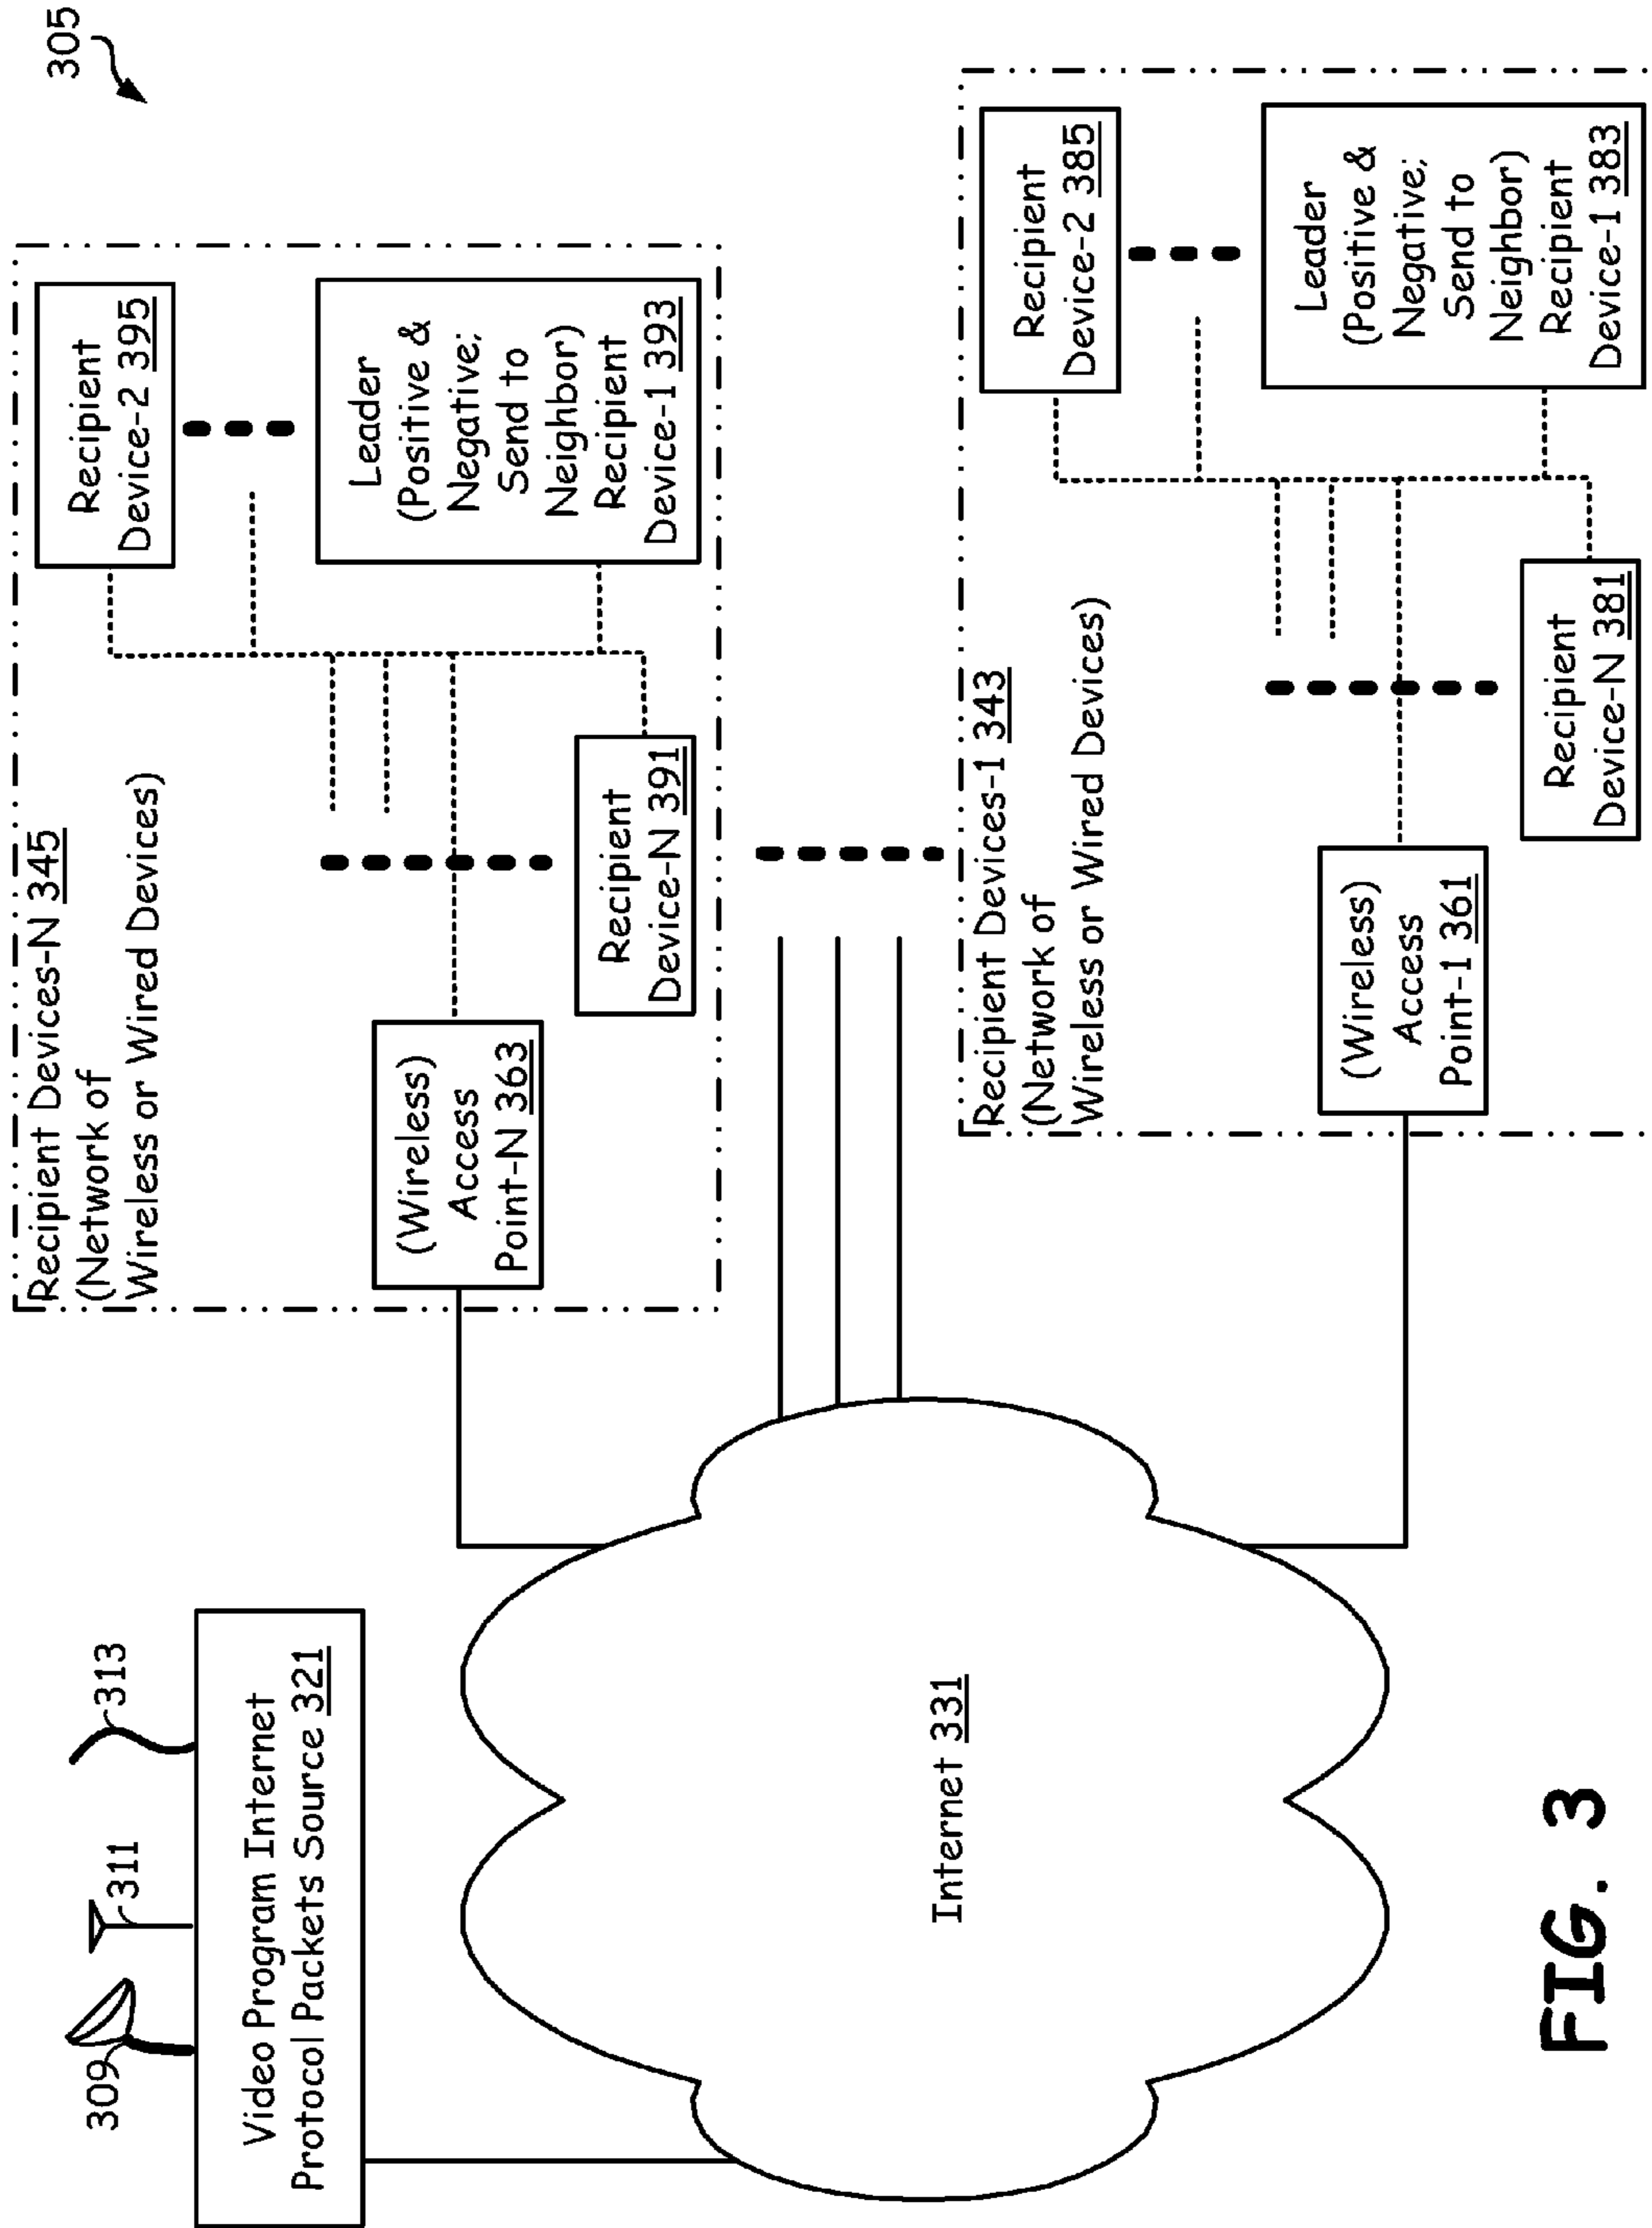 305
309
311
313
Video Program Internet
Protocol Packets Source 321
Internet 331
Recipient Devices-N 345
(Network of
Wireless or Wired Devices)
(Wireless)
Access
Point-N 363
Recipient
Device-N 391
Recipient
Device-2 395
Leader
(Positive &
Negative;
Send to
Neighbor)
Recipient
Device-1 393
Recipient Devices-1 343
(Network of
Wireless or Wired Devices)
(Wireless)
Access
Point-1 361
Recipient
Device-N 381
Recipient
Device-2 385
Leader
(Positive &
Negative;
Send to
Neighbor)
Recipient
Device-1 383
FIG. 3